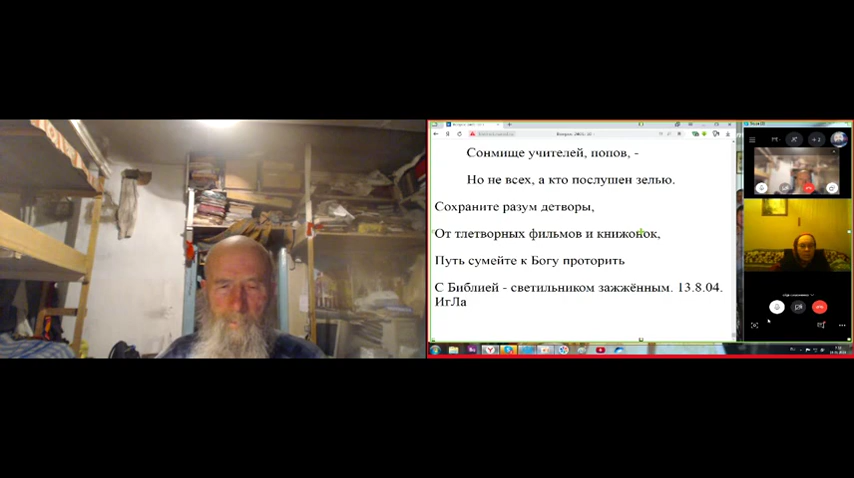 Сонмище учителей, попов, -
Но не всех, а кто послушен зелью.
Сохраните разум детворы,
От тлетворных фильмов и книжонок,
Путь сумейте к Богу проторить
С Библией - светильником зажжённым. 13.8.04.
ИгЛа